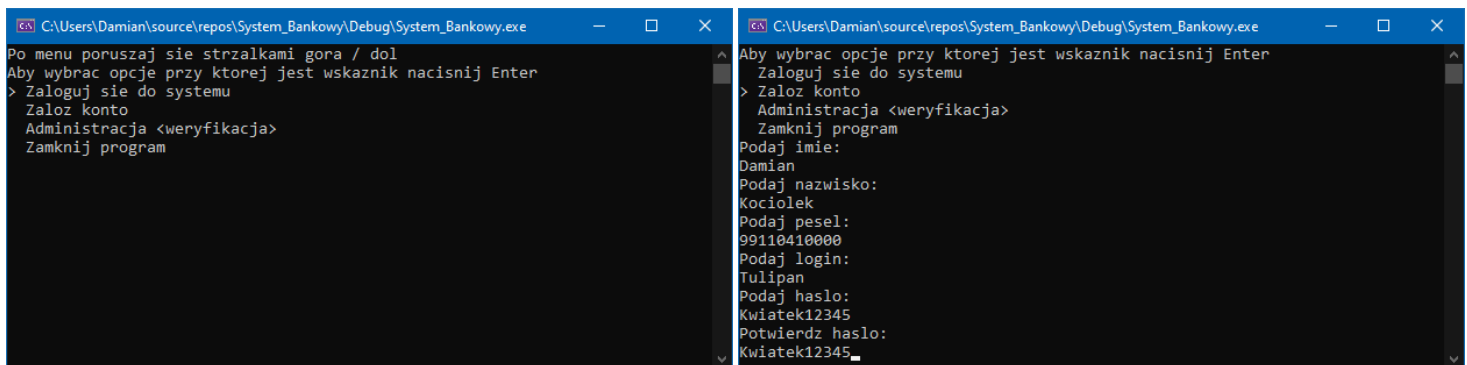 C:\Users\Damian\source\repos\System_Bankowy\Debug\System_Bankowy.exe
Po menu poruszaj sie strzalkami gora / dol
Aby wybrac opcje przy ktorej jest wskaznik nacisnij Enter
> Zaloguj sie do systemu
Zaloz konto
Administracja <weryfikacja>
Zamknij program
C:\Users\Damian\source\repos\System_Bankowy\Debug\System_Bankowy.exe
Aby wybrac opcje przy ktorej jest wskaznik nacisnij Enter
Zaloguj sie do systemu
> Zaloz konto
Administracja <weryfikacja>
Zamknij program
Podaj imie:
Damian
Podaj nazwisko:
Kociolek
Podaj pesel:
99110410000
Podaj login:
Tulipan
Podaj haslo:
Kwiatek12345
Potwierdz haslo:
Kwiatek12345